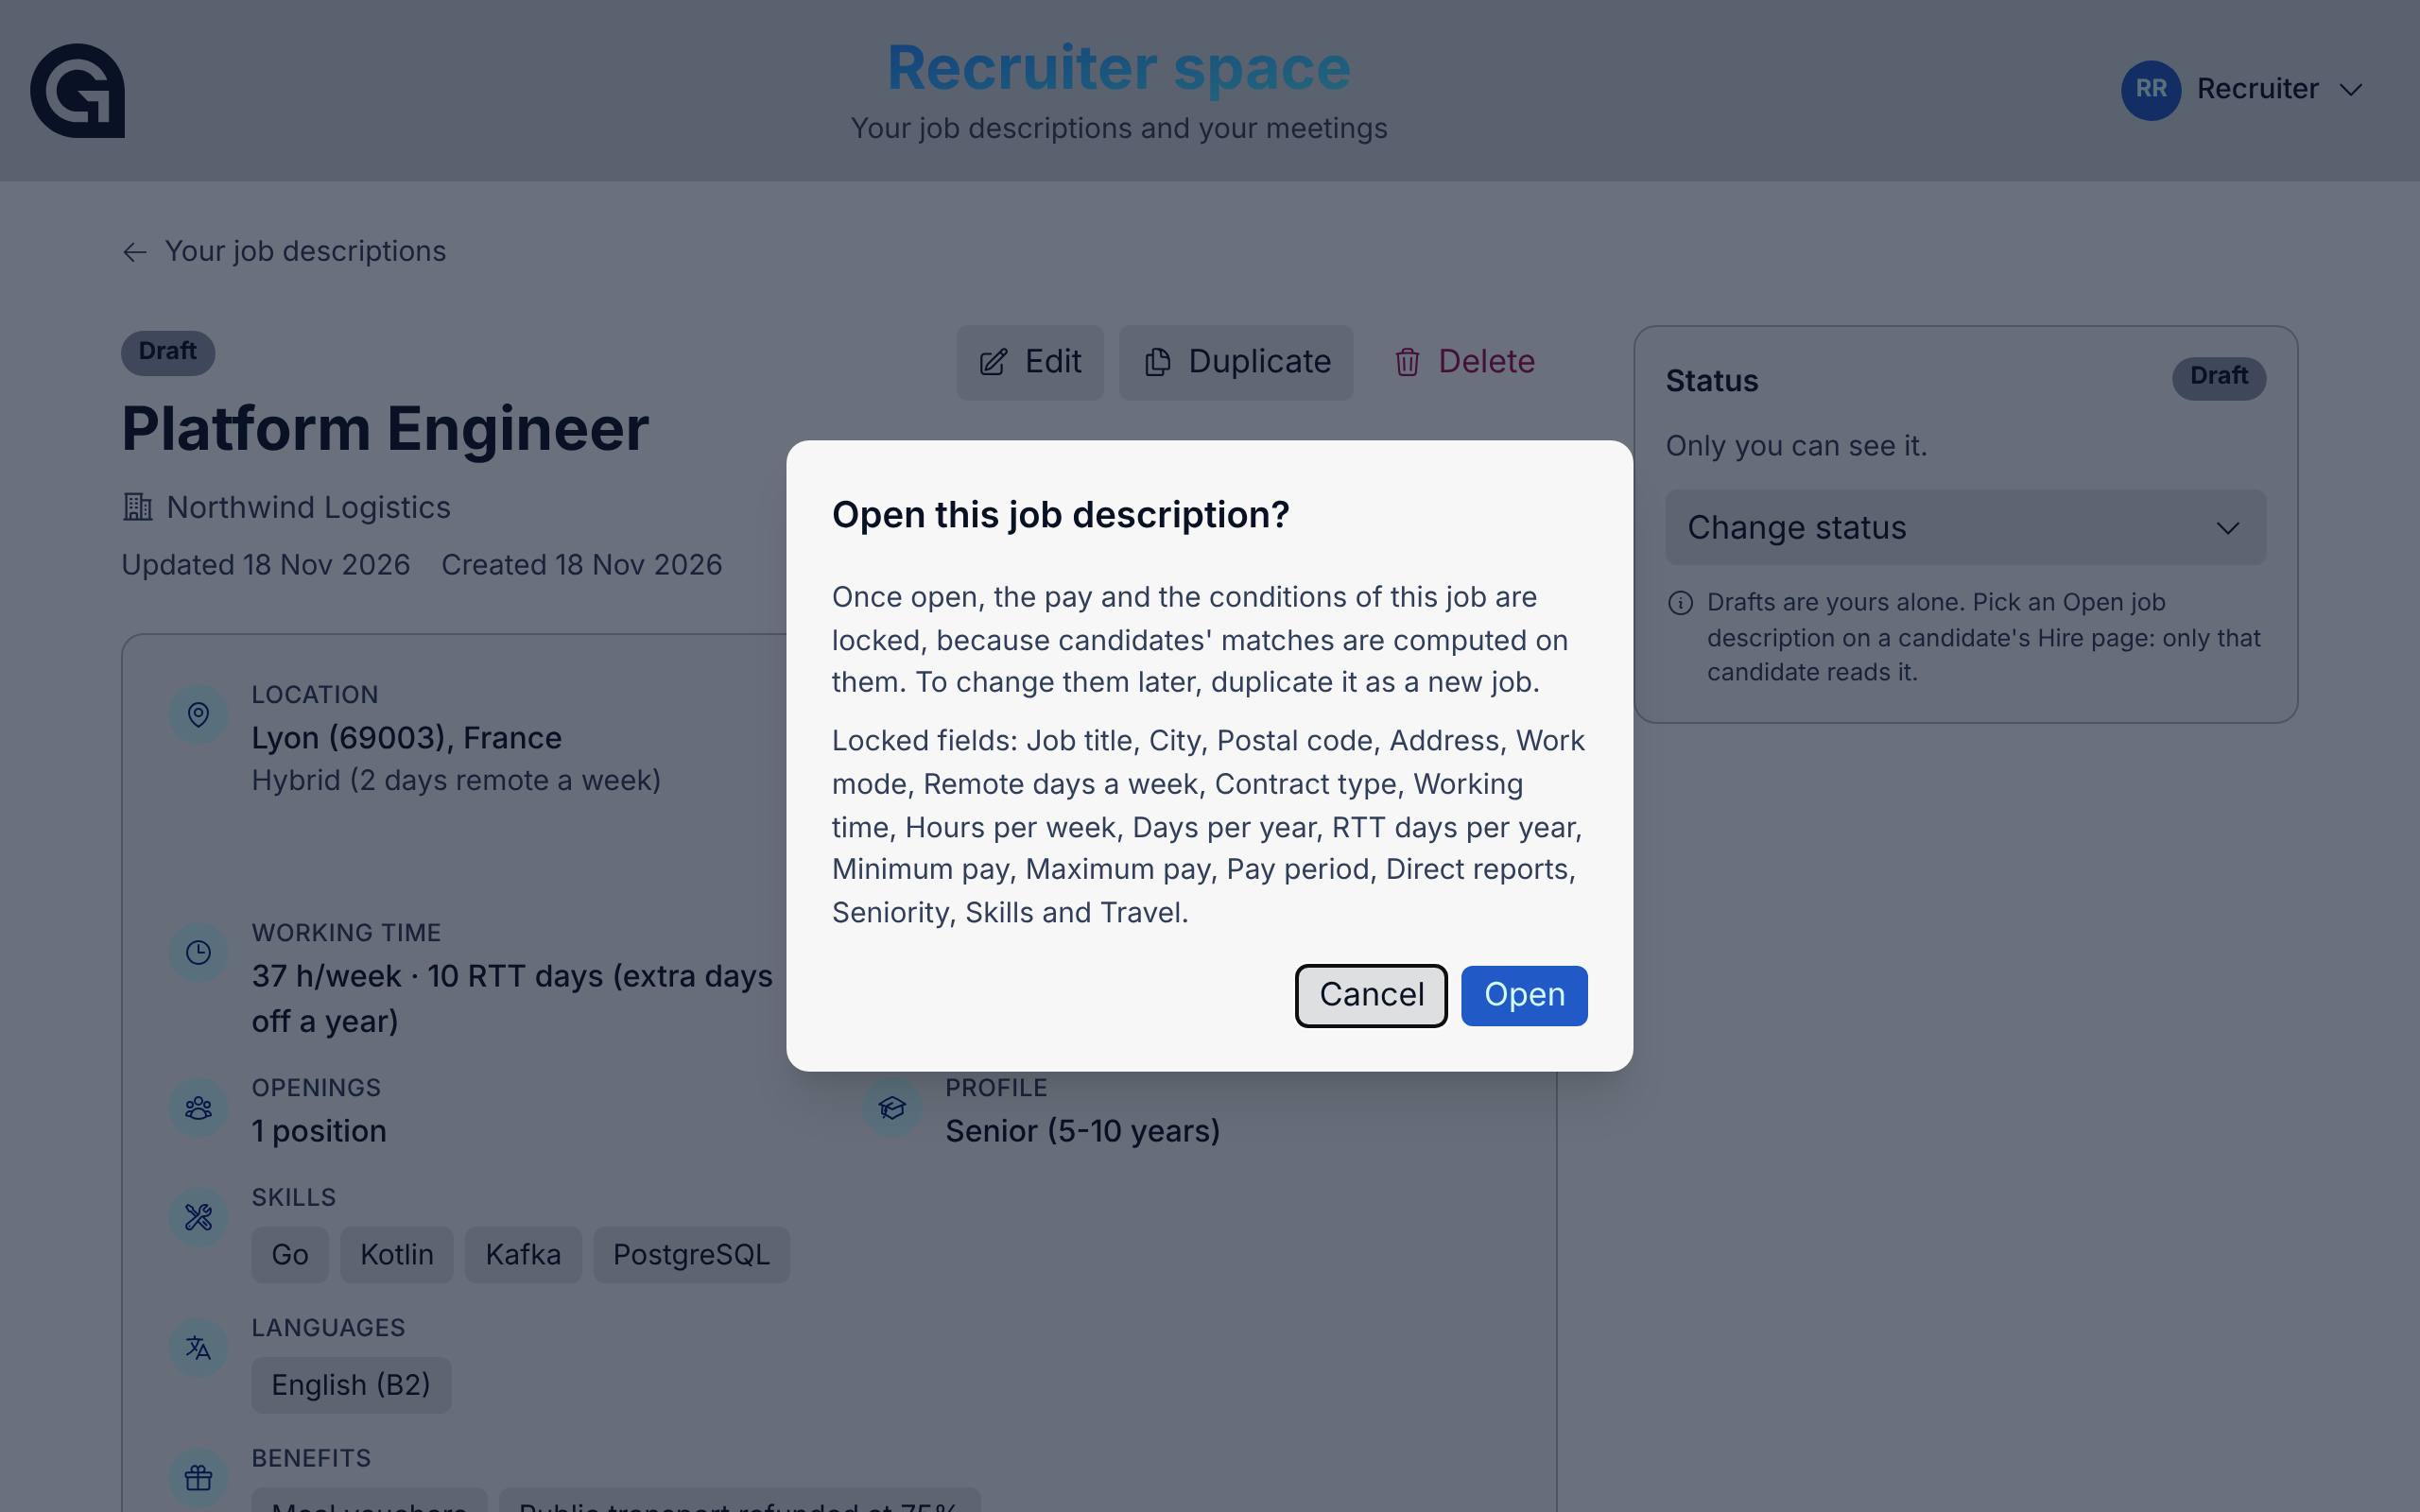 Recruiter space
Your job descriptions and your meetings
RR
Recruiter
Your job descriptions
Draft
Edit
Duplicate
Delete
Platform Engineer
Northwind Logistics
Updated 18 Nov 2026
Created 18 Nov 2026
Status
Draft
Only you can see it.
Change status
Drafts are yours alone. Pick an Open job
description on a candidate's Hire page: only that
candidate reads it.
Open this job description?
Once open, the pay and the conditions of this job are
locked, because candidates' matches are computed on
them. To change them later, duplicate it as a new job.
Locked fields: Job title, City, Postal code, Address, Work
mode, Remote days a week, Contract type, Working
time, Hours per week, Days per year, RTT days per year,
Minimum pay, Maximum pay, Pay period, Direct reports,
Seniority, Skills and Travel.
Cancel
Open
LOCATION
Lyon (69003), France
Hybrid (2 days remote a week)
WORKING TIME
37 h/week · 10 RTT days (extra days
off a year)
OPENINGS
1 position
PROFILE
Senior (5-10 years)
SKILLS
Go
Kotlin
Kafka
PostgreSQL
LANGUAGES
English (B2)
BENEFITS
Meal vouchers
Public transport refunded at 75%